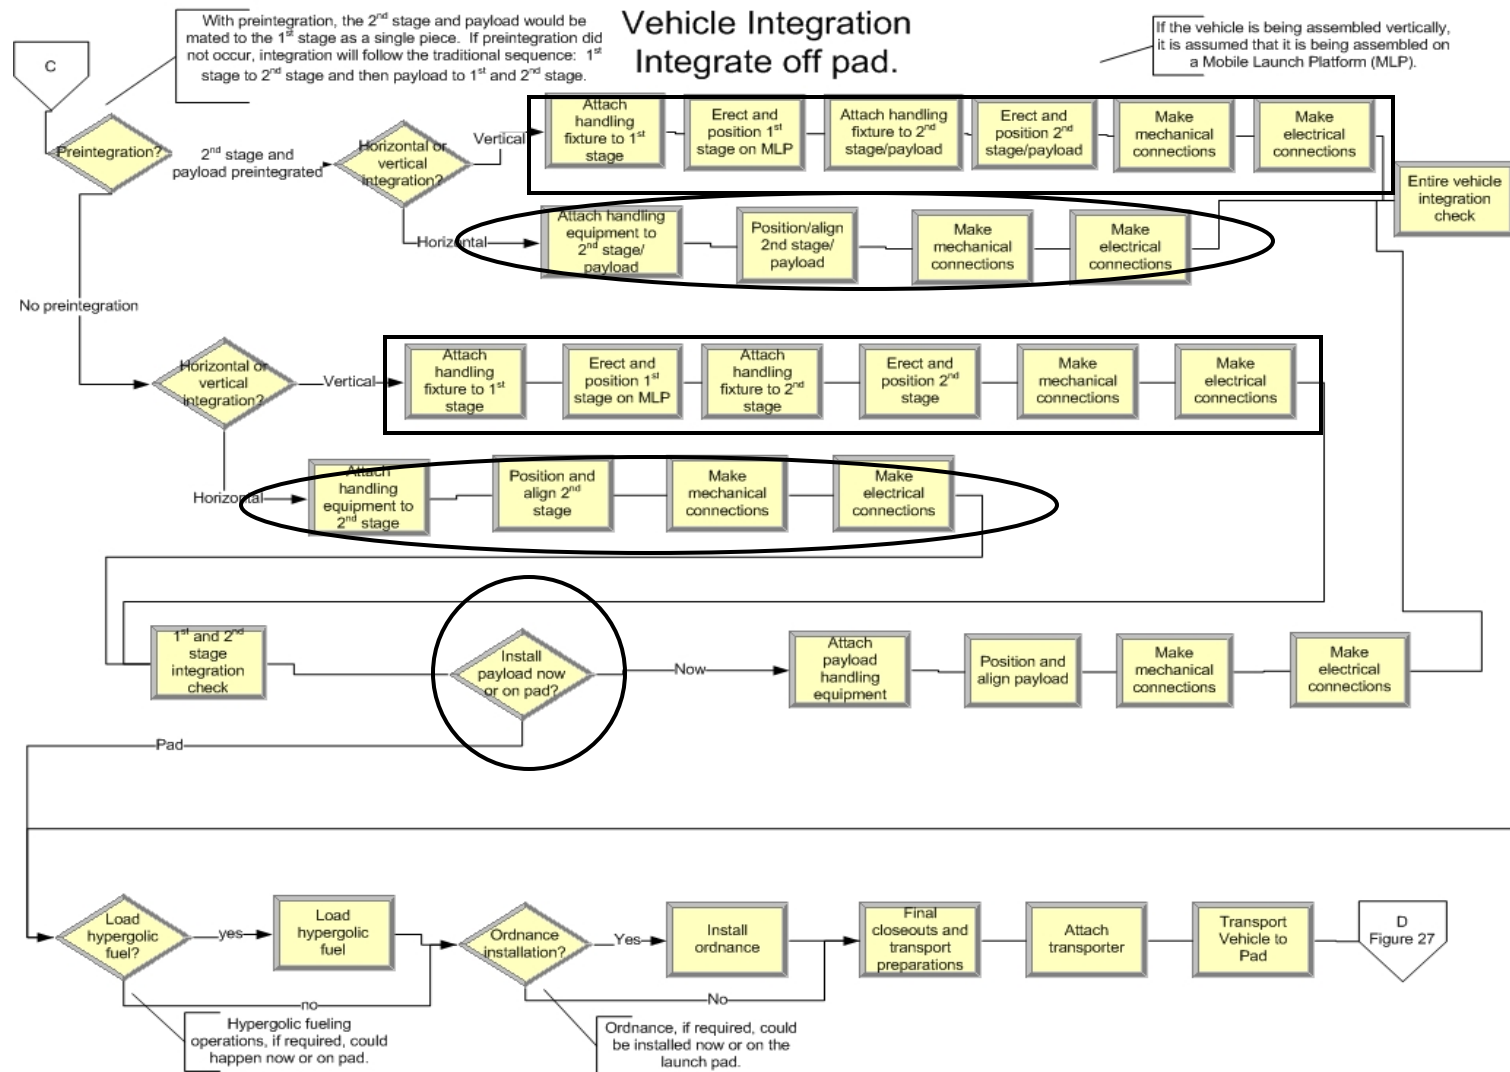 Vehicle Integration
Integrate off pad.
C
With preintegration, the 2nd stage and payload would be
mated to the 1st stage as a single piece. If preintegration did
not occur, integration will follow the traditional sequence: 1st
stage to 2nd stage and then payload to 1st and 2nd stage.
If the vehicle is being assembled vertically,
it is assumed that it is being assembled on
a Mobile Launch Platform (MLP).
Preintegration?
2nd stage and
payload preintegrated
Horizontal or
vertical
integration?
Vertical
Attach
handling
fixture to 1st
stage
Erect and
position 1st
stage on MLP
Attach handling
fixture to 2nd
stage/payload
Erect and
position 2nd
stage/payload
Make
mechanical
connections
Make
electrical
connections
Entire vehicle
integration
check
Horizontal
Attach handling
equipment to
2nd stage/
payload
Position/align
2nd stage/
payload
Make
mechanical
connections
Make
electrical
connections
No preintegration
Horizontal or
vertical
integration?
Vertical
Attach
handling
fixture to 1st
stage
Erect and
position 1st
stage on MLP
Attach
handling
fixture to 2nd
stage
Erect and
position 2nd
stage
Make
mechanical
connections
Make
electrical
connections
Horizontal
Attach
handling
equipment to
2nd stage
Position and
align 2nd
stage
Make
mechanical
connections
Make
electrical
connections
1st and 2nd
stage
integration
check
Install
payload now
or on pad?
Now
Attach
payload
handling
equipment
Position and
align payload
Make
mechanical
connections
Make
electrical
connections
Pad
Load
hypergolic
fuel?
yes
Load
hypergolic
fuel
no
Ordnance
installation?
Yes
Install
ordnance
No
Final
closeouts and
transport
preparations
Attach
transporter
Transport
Vehicle to
Pad
D
Figure 27
Hypergolic fueling
operations, if required, could
happen now or on pad.
Ordnance, if required, could
be installed now or on the
launch pad.